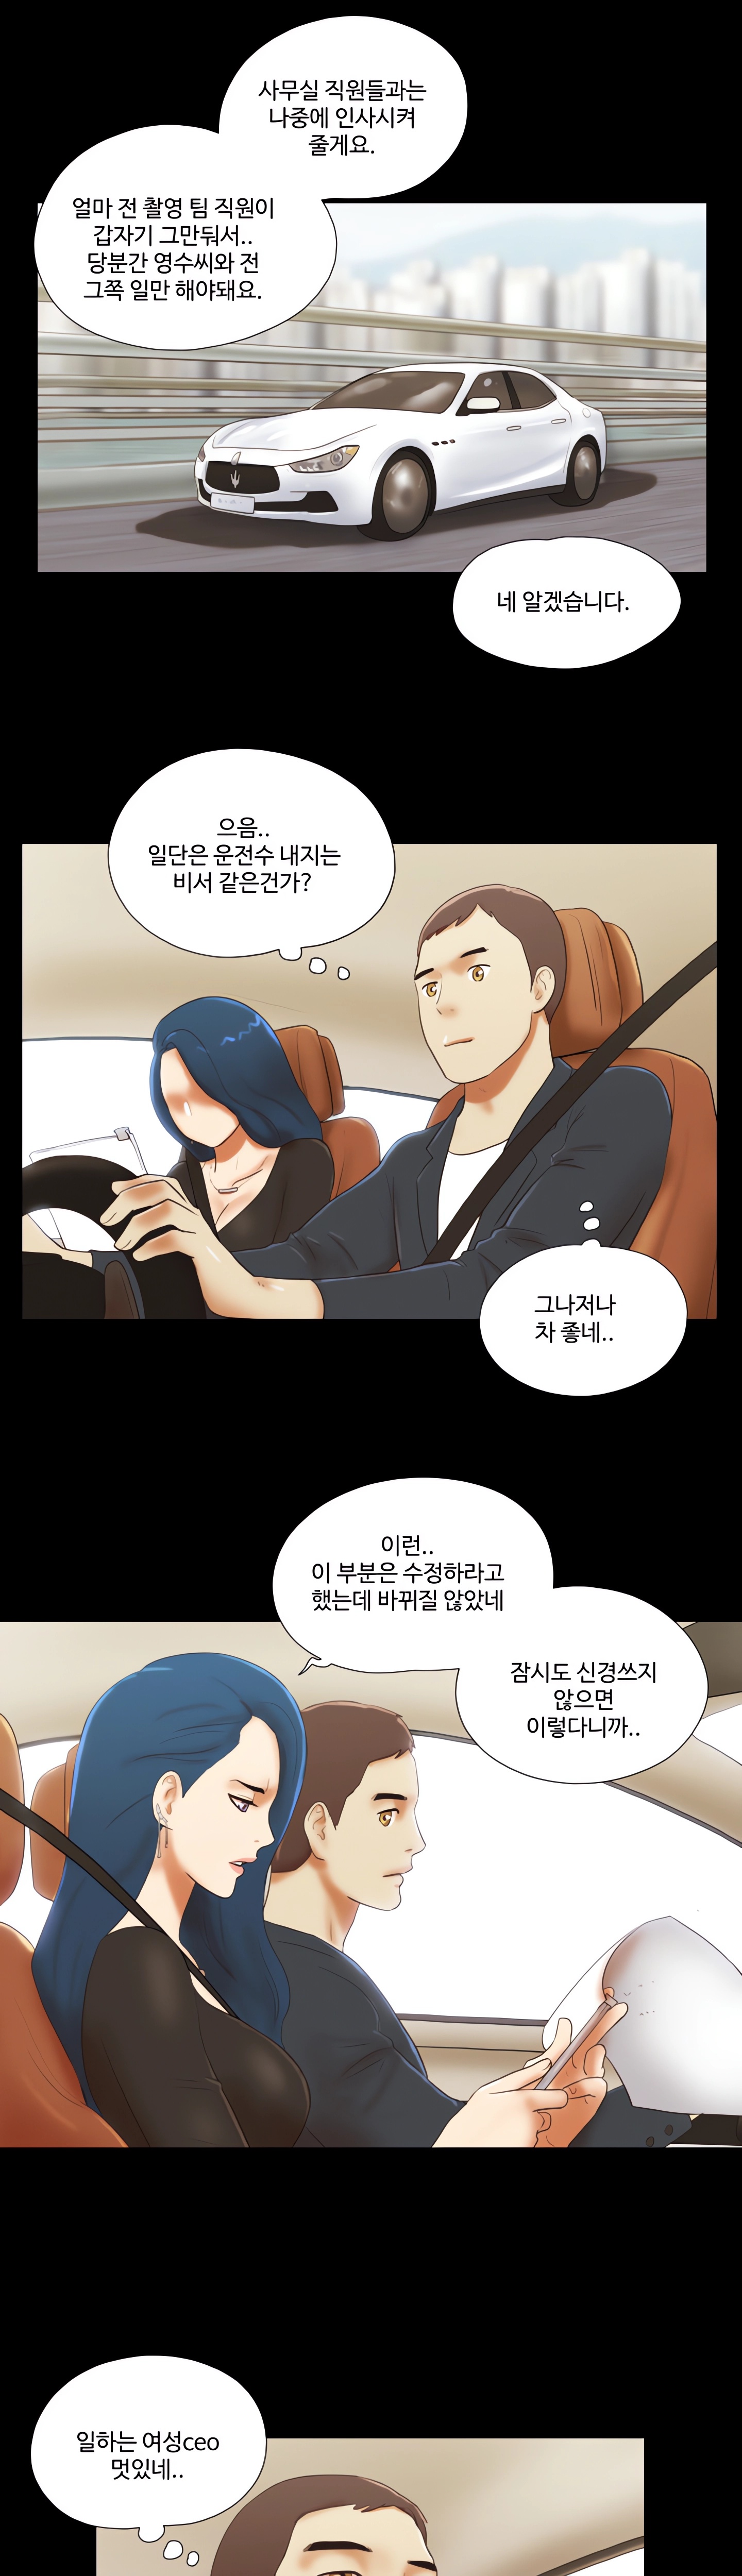 사무실 직원들과는
나중에 인사시켜
줄게요.
얼마 전 촬영 팀 직원이
갑자기 그만둬서..
당분간 영수씨와 전
그쪽 일만 해야돼요.
네 알겠습니다.
으음..
일단은 운전수 내지는
비서 같은건가?
그나저나
차 좋네..
이런..
이 부분은 수정하라고
했는데 바뀌질 않았네
잠시도 신경쓰지
않으면
이렇다니까..
일하는 여성ceo
멋있네..